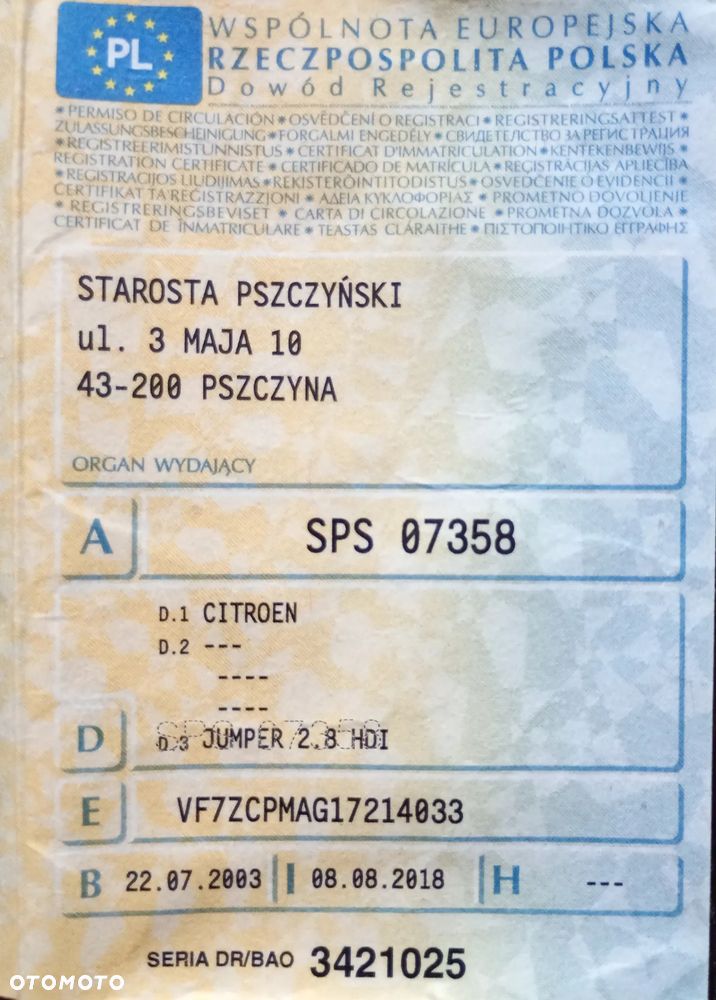 PL
WSPÓLNOTA EUROPEJSKA
RZECZPOSPOLITA POLSKA
Dowód Rejestracyjny
* PERMISO DE CIRCULACIÓN * OSVĚDČENÍ O REGISTRACI * REGISTRERINGSATTEST *
ZULASSUNGSBESCHEINIGUNG * FORGALMI ENGEDÉLY * СВИДЕТЕЛСТВО ЗА РЕГИСТРАЦИЯ
* REGISTREERIMISTUNNISTUS * CERTIFICAT D'IMMATRICULATION * KENTEKENBEWIJS *
REGISTRATION CERTIFICATE * CERTIFICADO DE MATRÍCULA * REĢISTRĀCIJAS APLIECĪBA
* REGISTRACIJOS LIUDIJIMAS * REKISTERÖINTITODISTUS * OSVEDČENIE O EVIDENCII *
ĊERTIFIKAT TA'REĠISTRAZZJONI * ΑΔΕΙΑ ΚΥΚΛΟΦΟΡΙΑΣ * PROMETNO DOVOLJENJE
* REGISTRERINGSBEVISET * CARTA DI CIRCOLAZIONE * PROMETNA DOZVOLA *
CERTIFICAT DE ÎNMATRICULARE * TEASTAS CLÁRAITHE * ΠΙΣΤΟΠΟΙΗΤΙΚΟ ΕΓΓΡΑΦΗΣ
STAROSTA PSZCZYŃSKI
ul. 3 MAJA 10
43-200 PSZCZYNA
ORGAN WYDAJĄCY
A SPS 07358
D.1 CITROEN
D.2 ---
----
----
D D.3 JUMPER 2.8 HDI
E VF7ZCPMAG17214033
B 22.07.2003 I 08.08.2018 H ---
SERIA DR/BAO 3421025
OTOMOTO